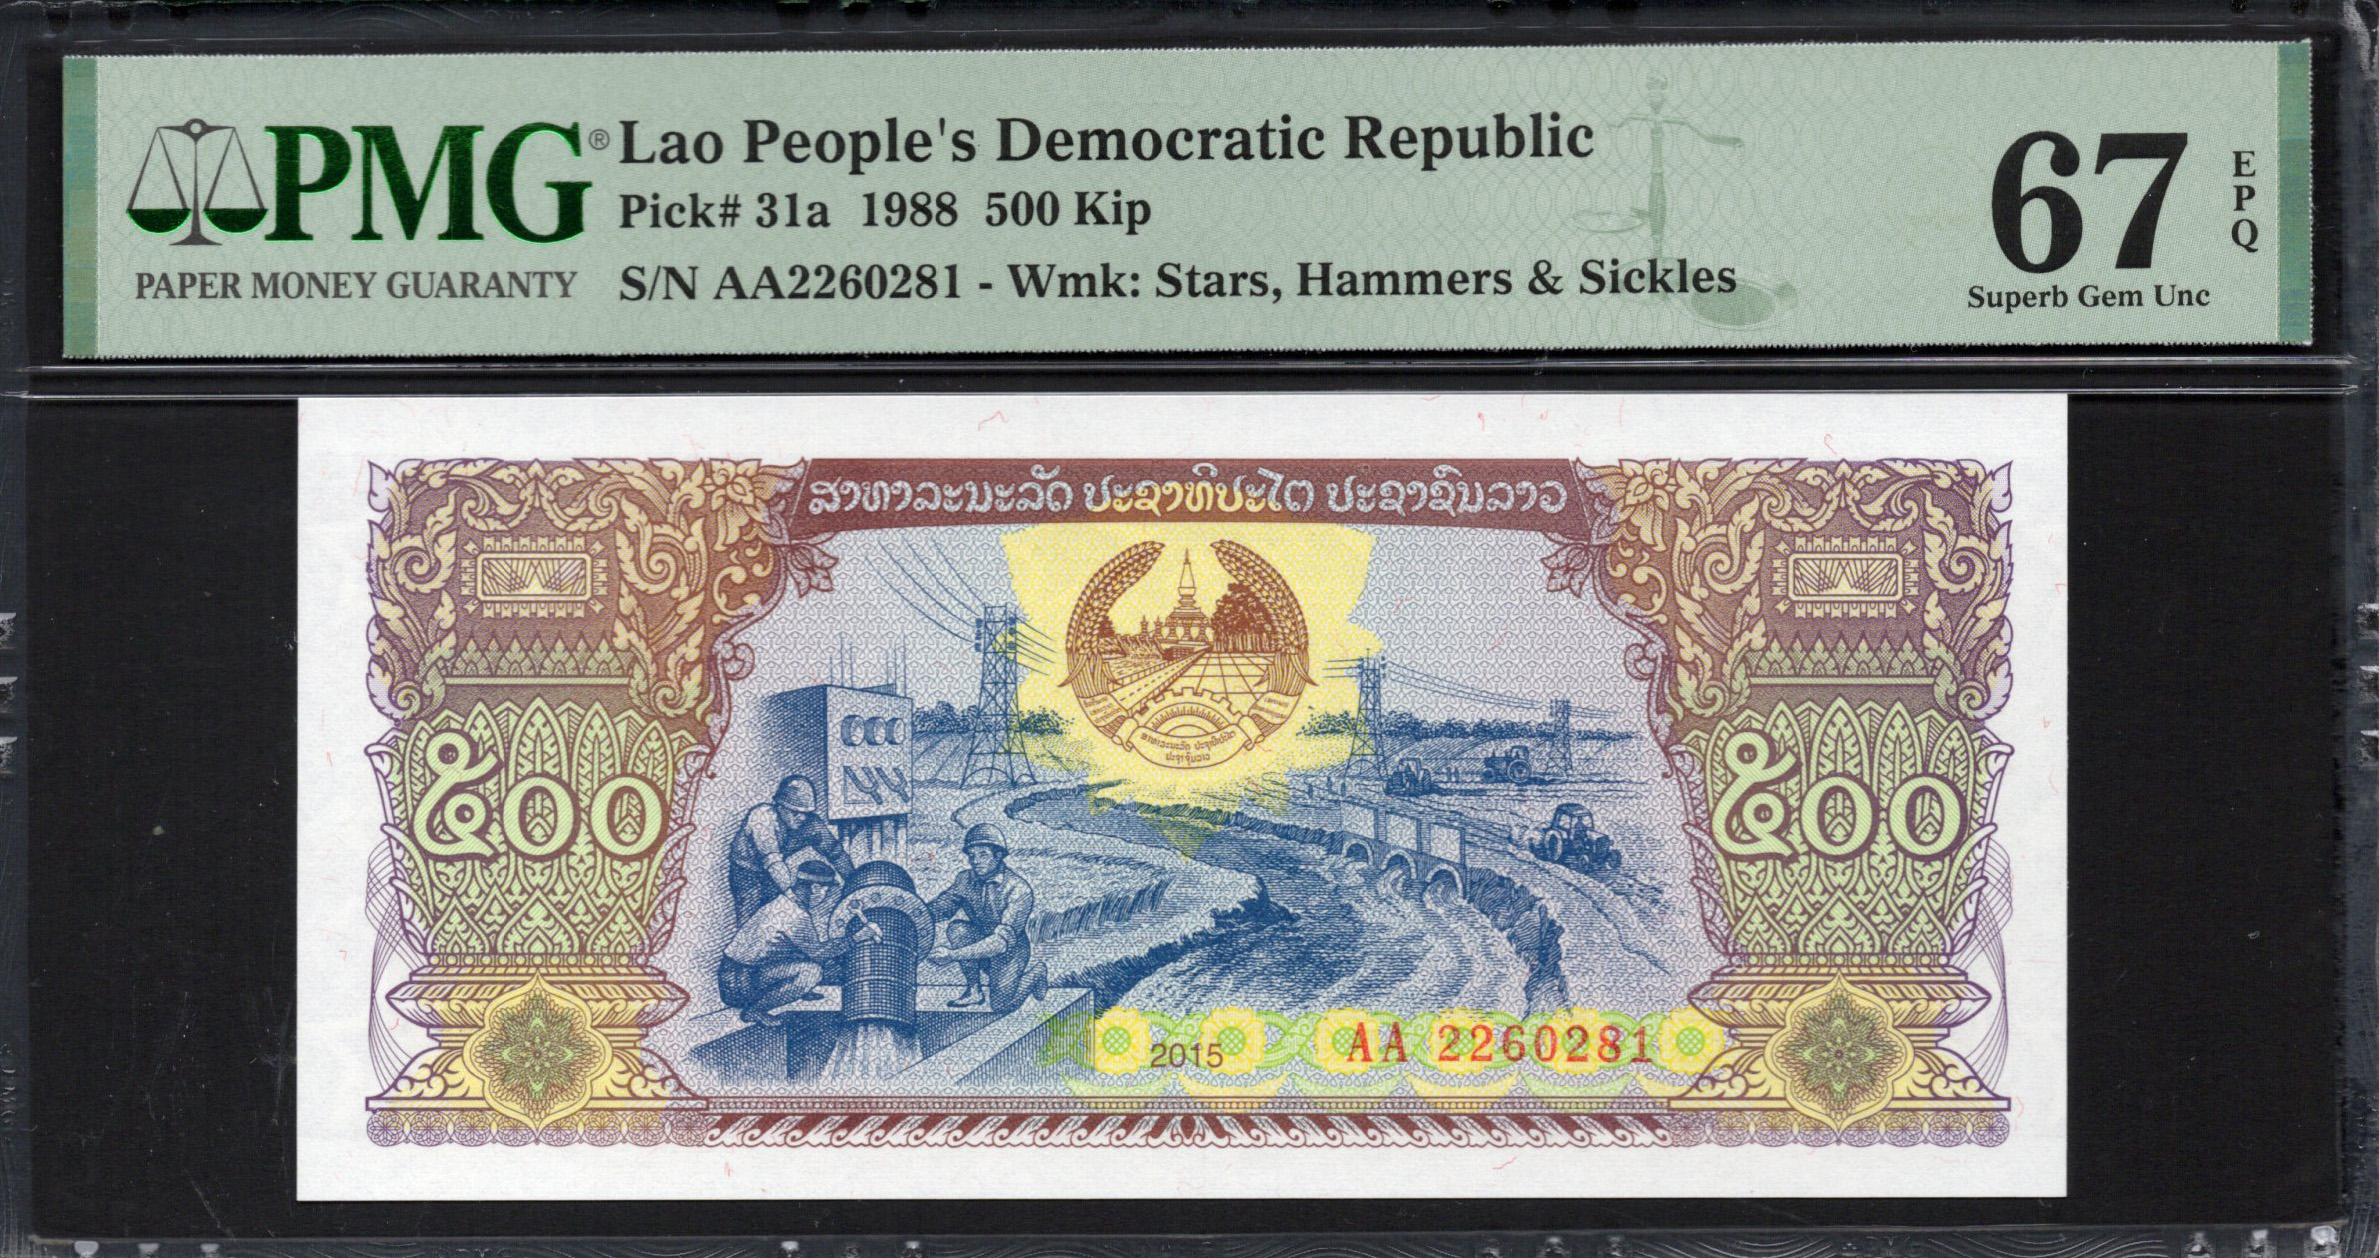 PMG®
PAPER MONEY GUARANTY
Lao People's Democratic Republic
Pick# 31a 1988 500 Kip
S/N AA2260281 - Wmk: Stars, Hammers & Sickles
67
EPQ
Superb Gem Unc
ສາທາລະນະລັດ ປະຊາທິປະໄຕ ປະຊາຊົນລາວ
໕໐໐
໕໐໐
2015
AA 2260281